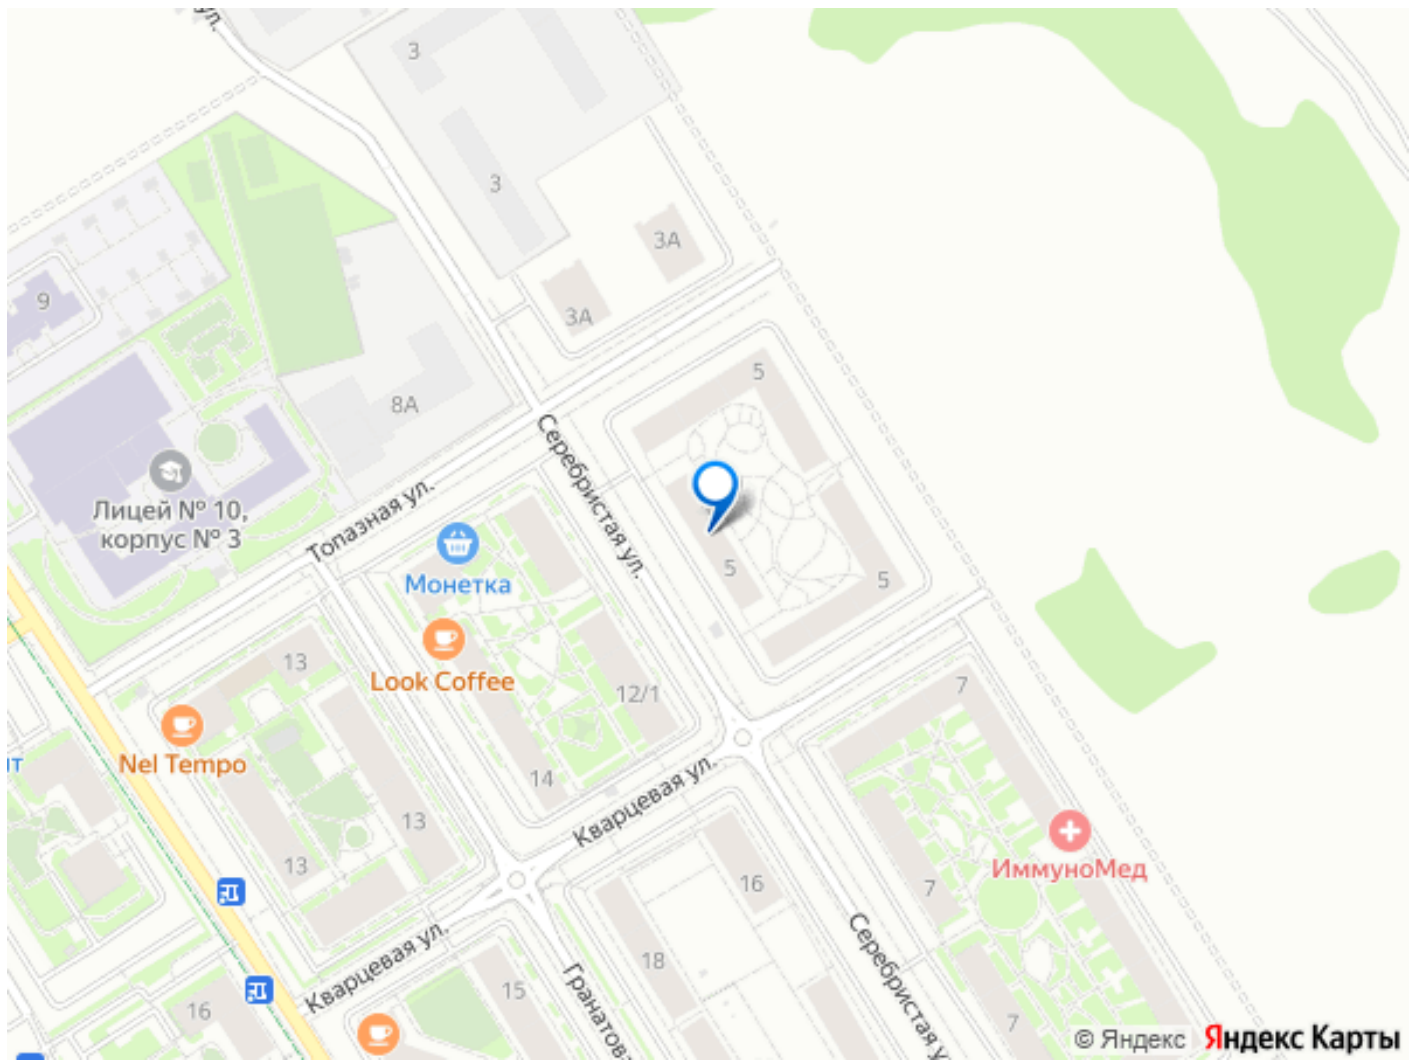 ул.
3
3
3А
3А
9
8А
5
Серебристая ул.
Лицей № 10,
корпус № 3
Топазная ул.
Монетка
5
5
Look Coffee
13
12/1
7
Nel Tempo
14
Кварцевая ул.
13
13
16
7
ИммуноМед
Кварцевая ул.
18
15
16
Гранатова
Серебристая у
7
© Яндекс
Яндекс Карты